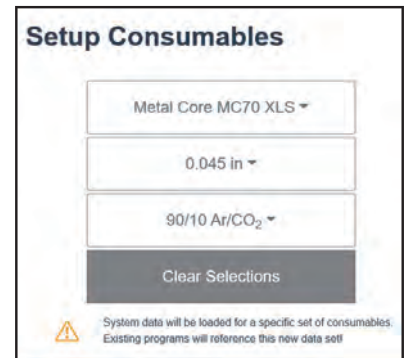 Setup Consumables
Metal Core MC70 XLS
0.045 in
90/10 Ar/CO₂
Clear Selections
System data will be loaded for a specific set of consumables.
Existing programs will reference this new data set!